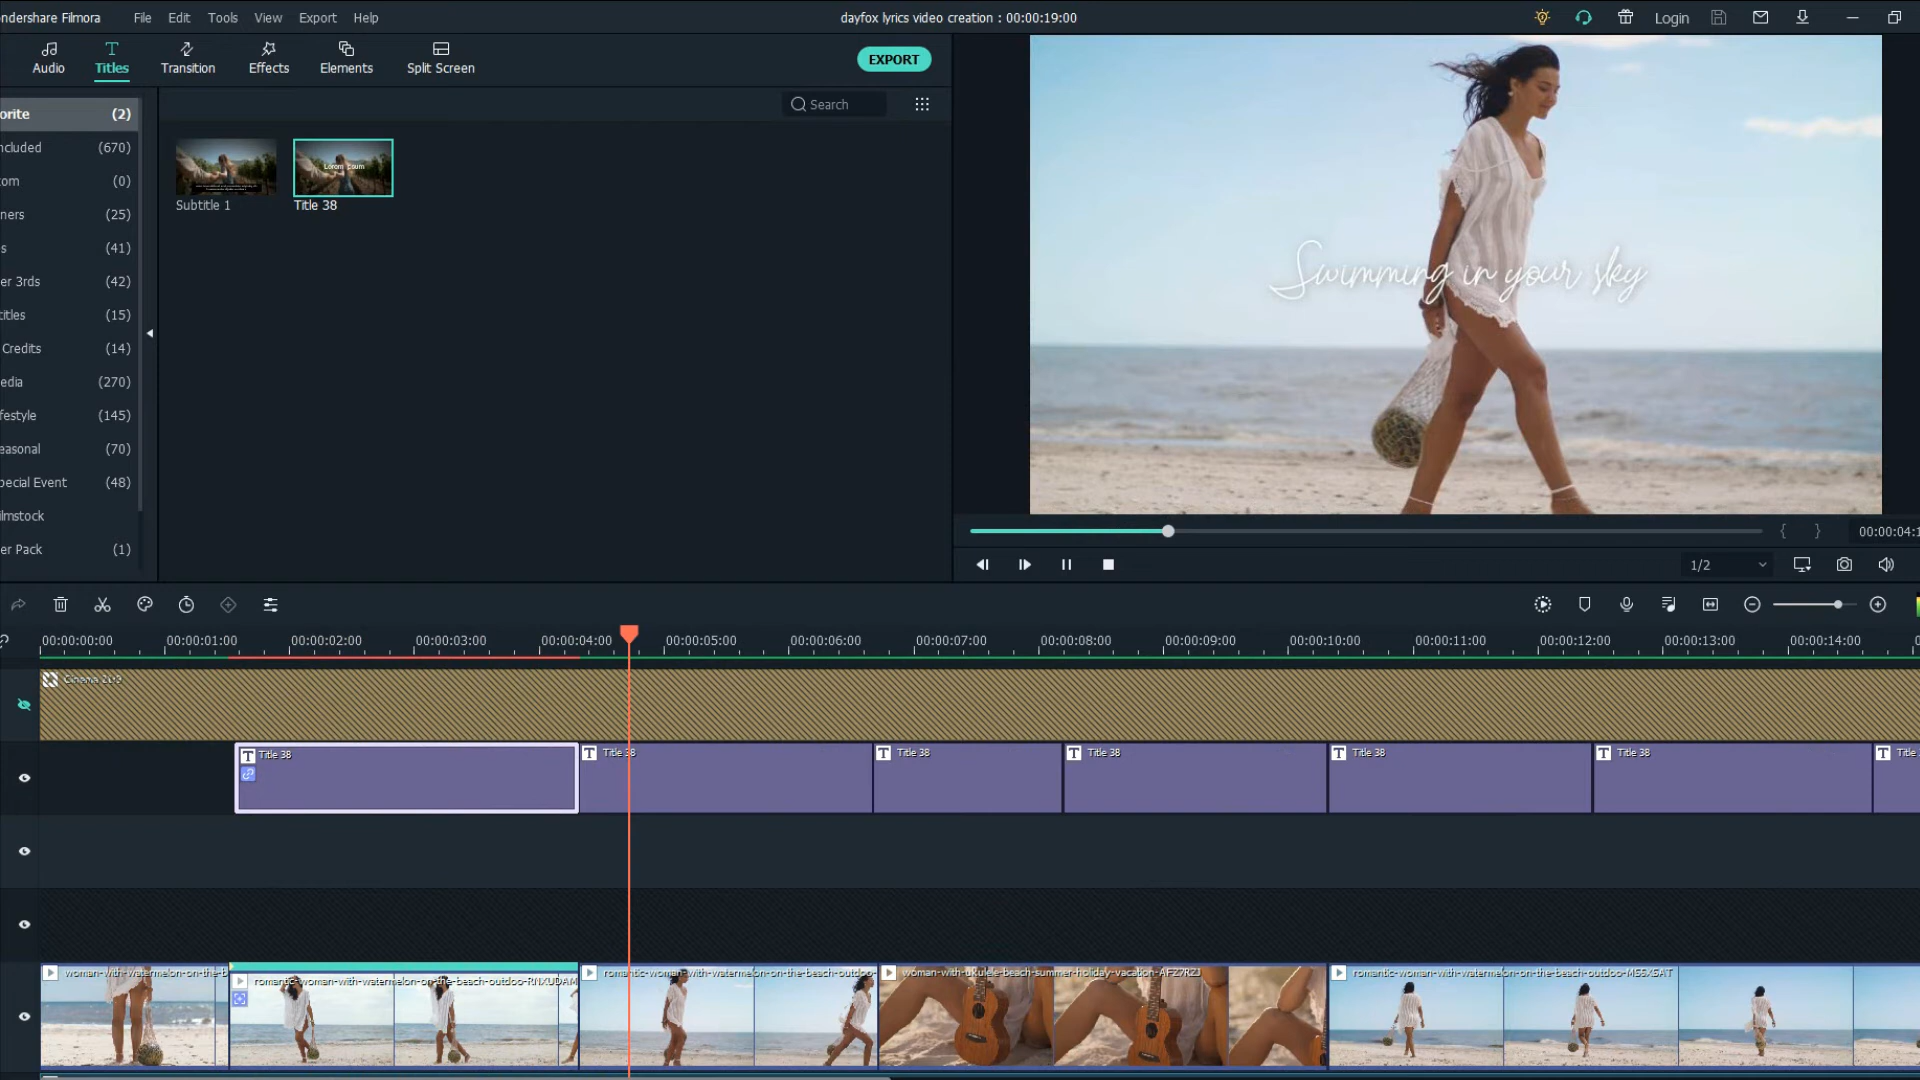 ndershare Filmora File Edit Tools View Export Help
dayfox lyrics video creation : 00:00:19:00
Login
Audio Titles Transition Effects Elements Split Screen
EXPORT
Search
orite (2)
ncluded (670)
om (0)
ners (25)
s (41)
er 3rds (42)
itles (15)
Credits (14)
edia (270)
festyle (145)
easonal (70)
pecial Event (48)
ilmstock
er Pack (1)
Lorem Ipsum
Subtitle 1
Title 38
Swimming in your sky
{ } 00:00:04:1
1/2
00:00:00:00 00:00:01:00 00:00:02:00 00:00:03:00 00:00:04:00 00:00:05:00 00:00:06:00 00:00:07:00 00:00:08:00 00:00:09:00 00:00:10:00 00:00:11:00 00:00:12:00 00:00:13:00 00:00:14:00
Cinema 21:9
T Title 38
T Title 38
T Title 38
T Title 38
T Title 38
T Title 38
T Title
woman-with-watermelon-on-the-b
romantic-woman-with-watermelon-on-the-beach-outdoo-RNXUDAM
romantic-woman-with-watermelon-on-the-beach-outdoo-
woman-with-ukulele-beach-summer-holiday-vacation-AFZ7RZJ
romantic-woman-with-watermelon-on-the-beach-outdoo-MS5XSAT